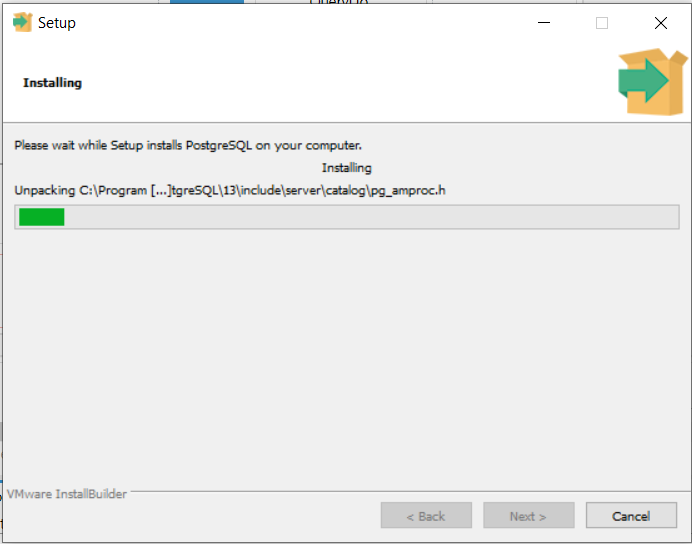 Setup
Installing
Please wait while Setup installs PostgreSQL on your computer.
Installing
Unpacking C:\Program [...]tgreSQL\13\include\server\catalog\pg_amproc.h
VMware InstallBuilder
< Back
Next >
Cancel